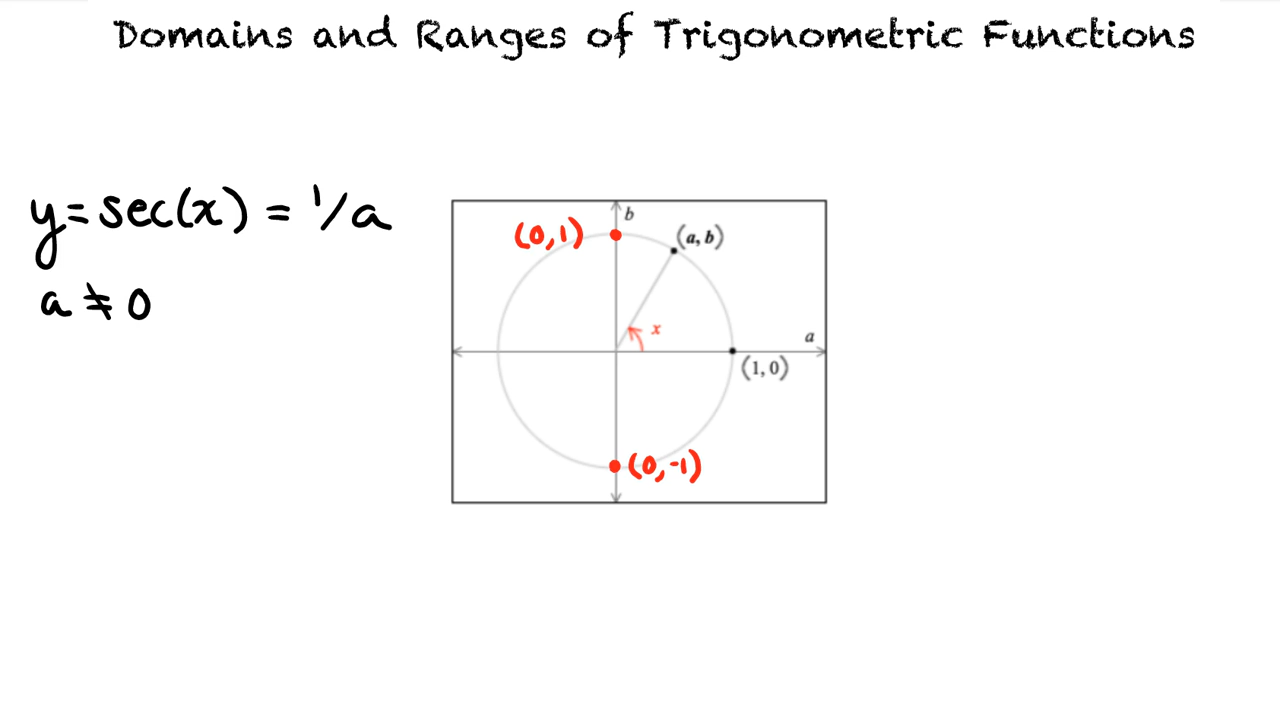 Domains and Ranges of Trigonometric Functions
y=sec(x) = 1/a
a ≠ 0
b
(0,1)
(a, b)
x
a
(1, 0)
(0,-1)